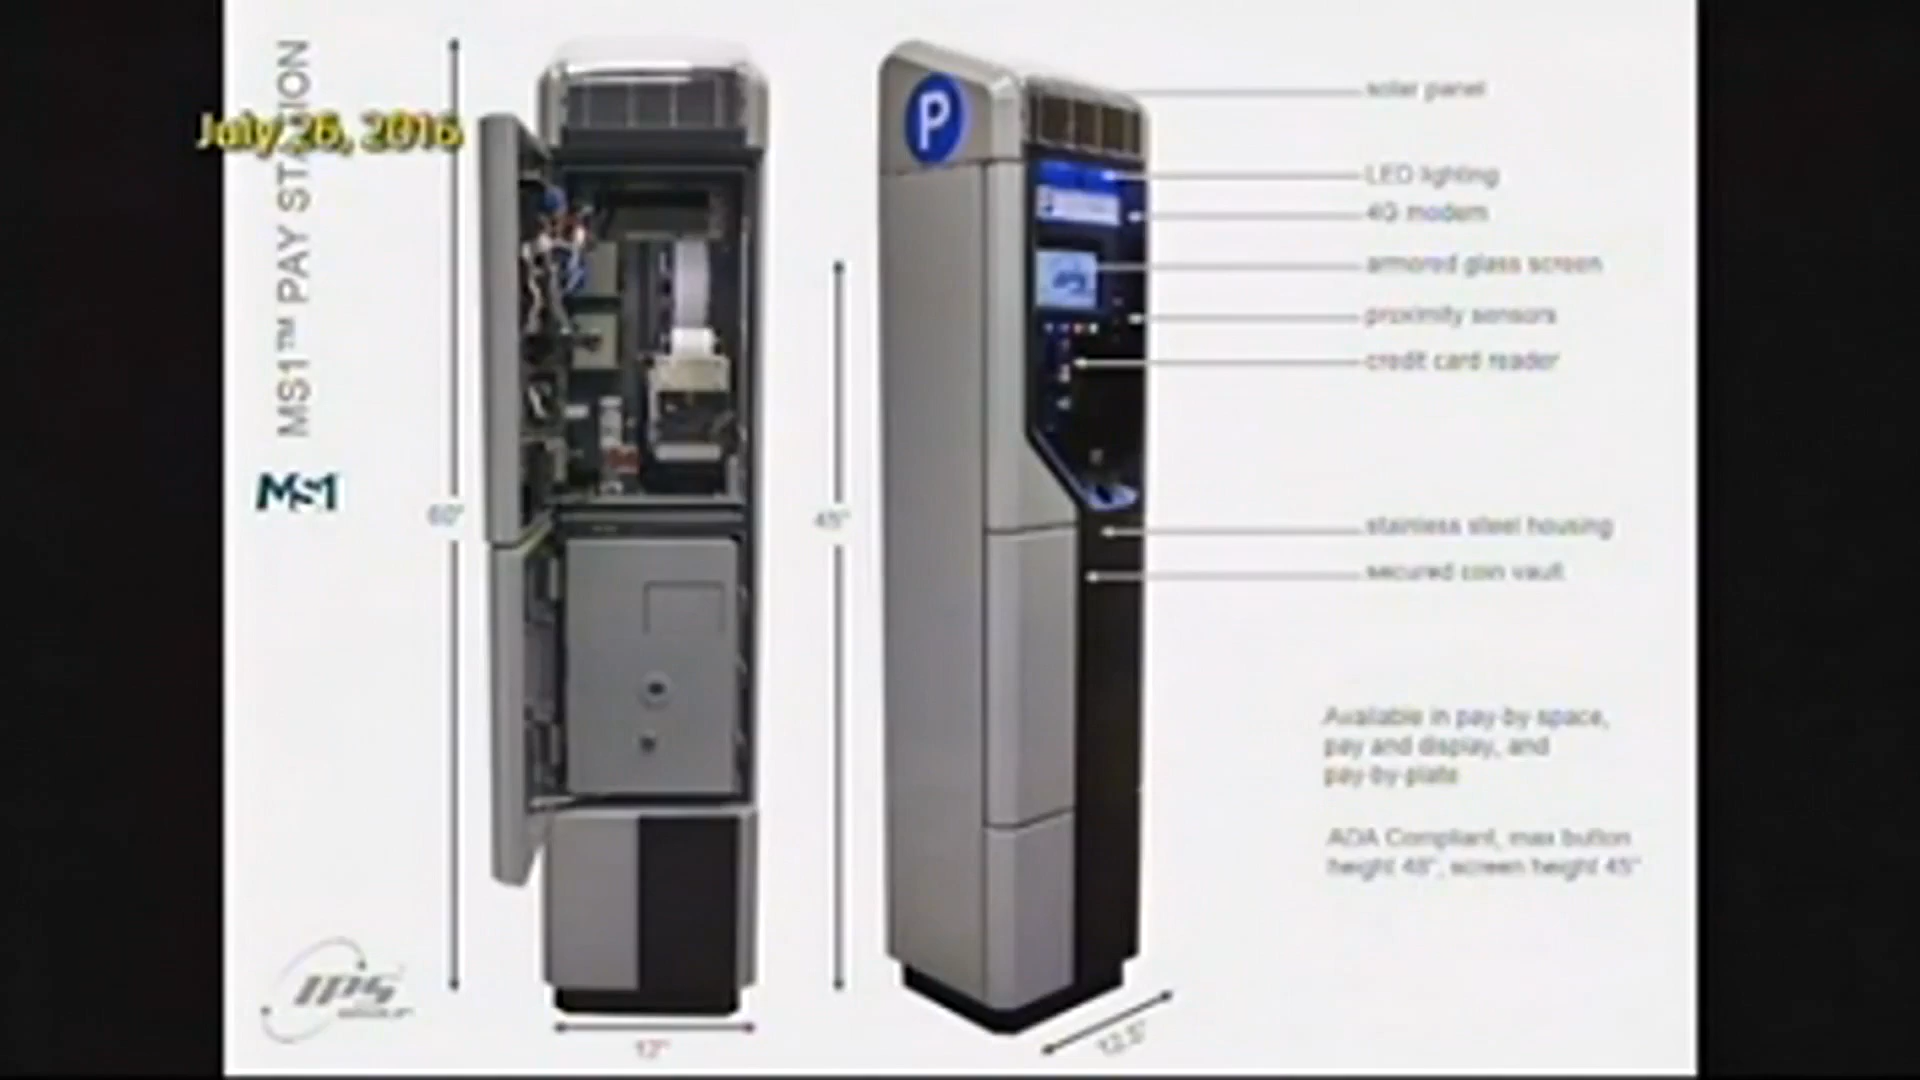 MS1™ PAY STATION
July 26, 2016
MS1
60"
45"
12"
12.5"
P
solar panel
LED lighting
4G modem
armored glass screen
proximity sensors
credit card reader
stainless steel housing
secured coin vault
Available in pay-by-space,
pay and display, and
pay-by-plate
ADA Compliant, max button
height 48", screen height 45"
IPS
GROUP